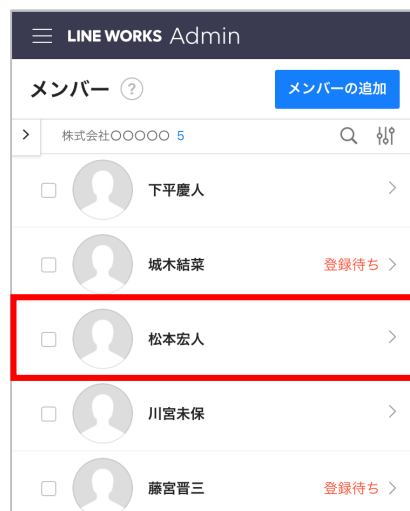 LINE WORKS Admin
メンバー ?
メンバーの追加
株式会社〇〇〇〇〇 5
下平慶人
城木結菜 登録待ち
松本宏人
川宮未保
藤宮晋三 登録待ち